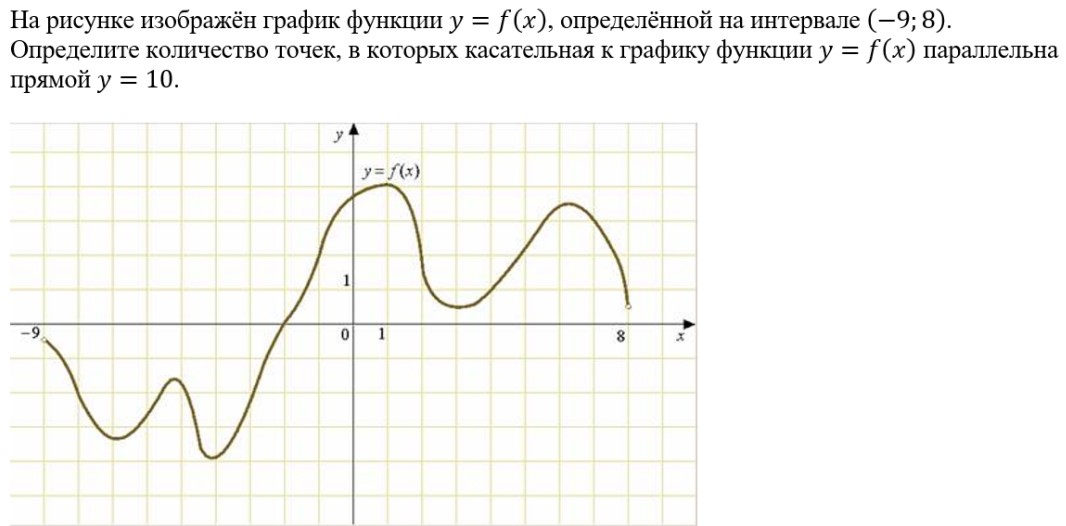 На рисунке изображён график функции y = f(x), определённой на интервале (−9; 8).
Определите количество точек, в которых касательная к графику функции y = f(x) параллельна
прямой y = 10.
y
y = f(x)
1
−9
0
1
8
x